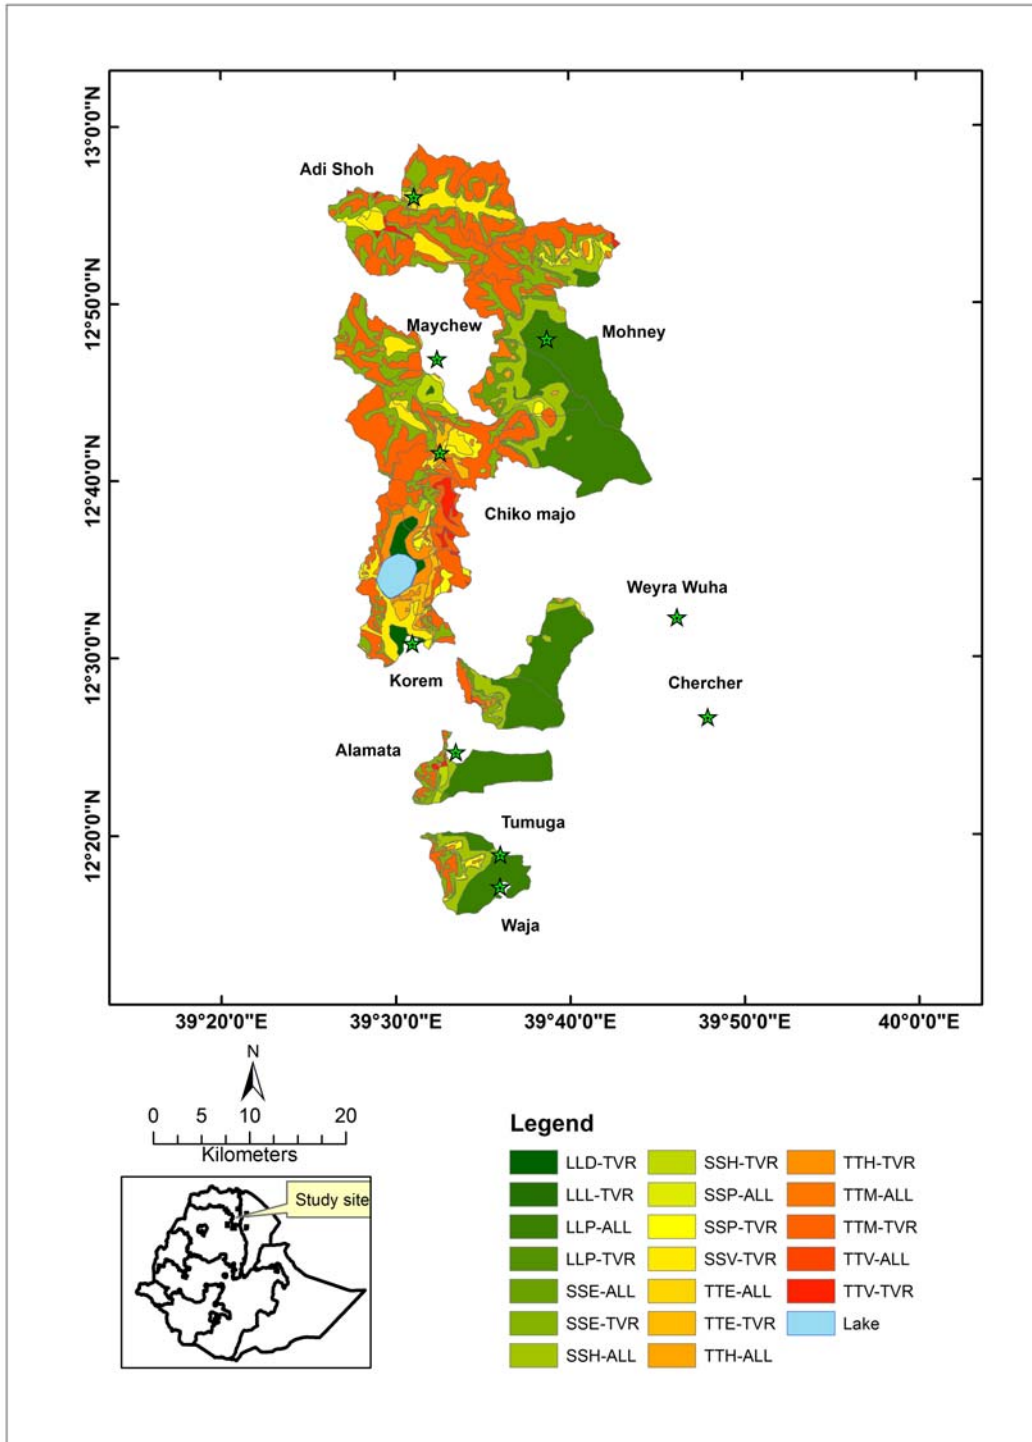 13°0'0"N
Adi Shoh
12°50'0"N
Maychew
Mohney
12°40'0"N
Chiko majo
Weyra Wuha
12°30'0"N
Korem
Chercher
Alamata
12°20'0"N
Tumuga
Waja
39°20'0"E 39°30'0"E 39°40'0"E 39°50'0"E 40°0'0"E
N
0 5 10 20
Kilometers
Study site
Legend
LLD-TVR
LLL-TVR
LLP-ALL
LLP-TVR
SSE-ALL
SSE-TVR
SSH-ALL
SSH-TVR
SSP-ALL
SSP-TVR
SSV-TVR
TTE-ALL
TTE-TVR
TTH-ALL
TTH-TVR
TTM-ALL
TTM-TVR
TTV-ALL
TTV-TVR
Lake